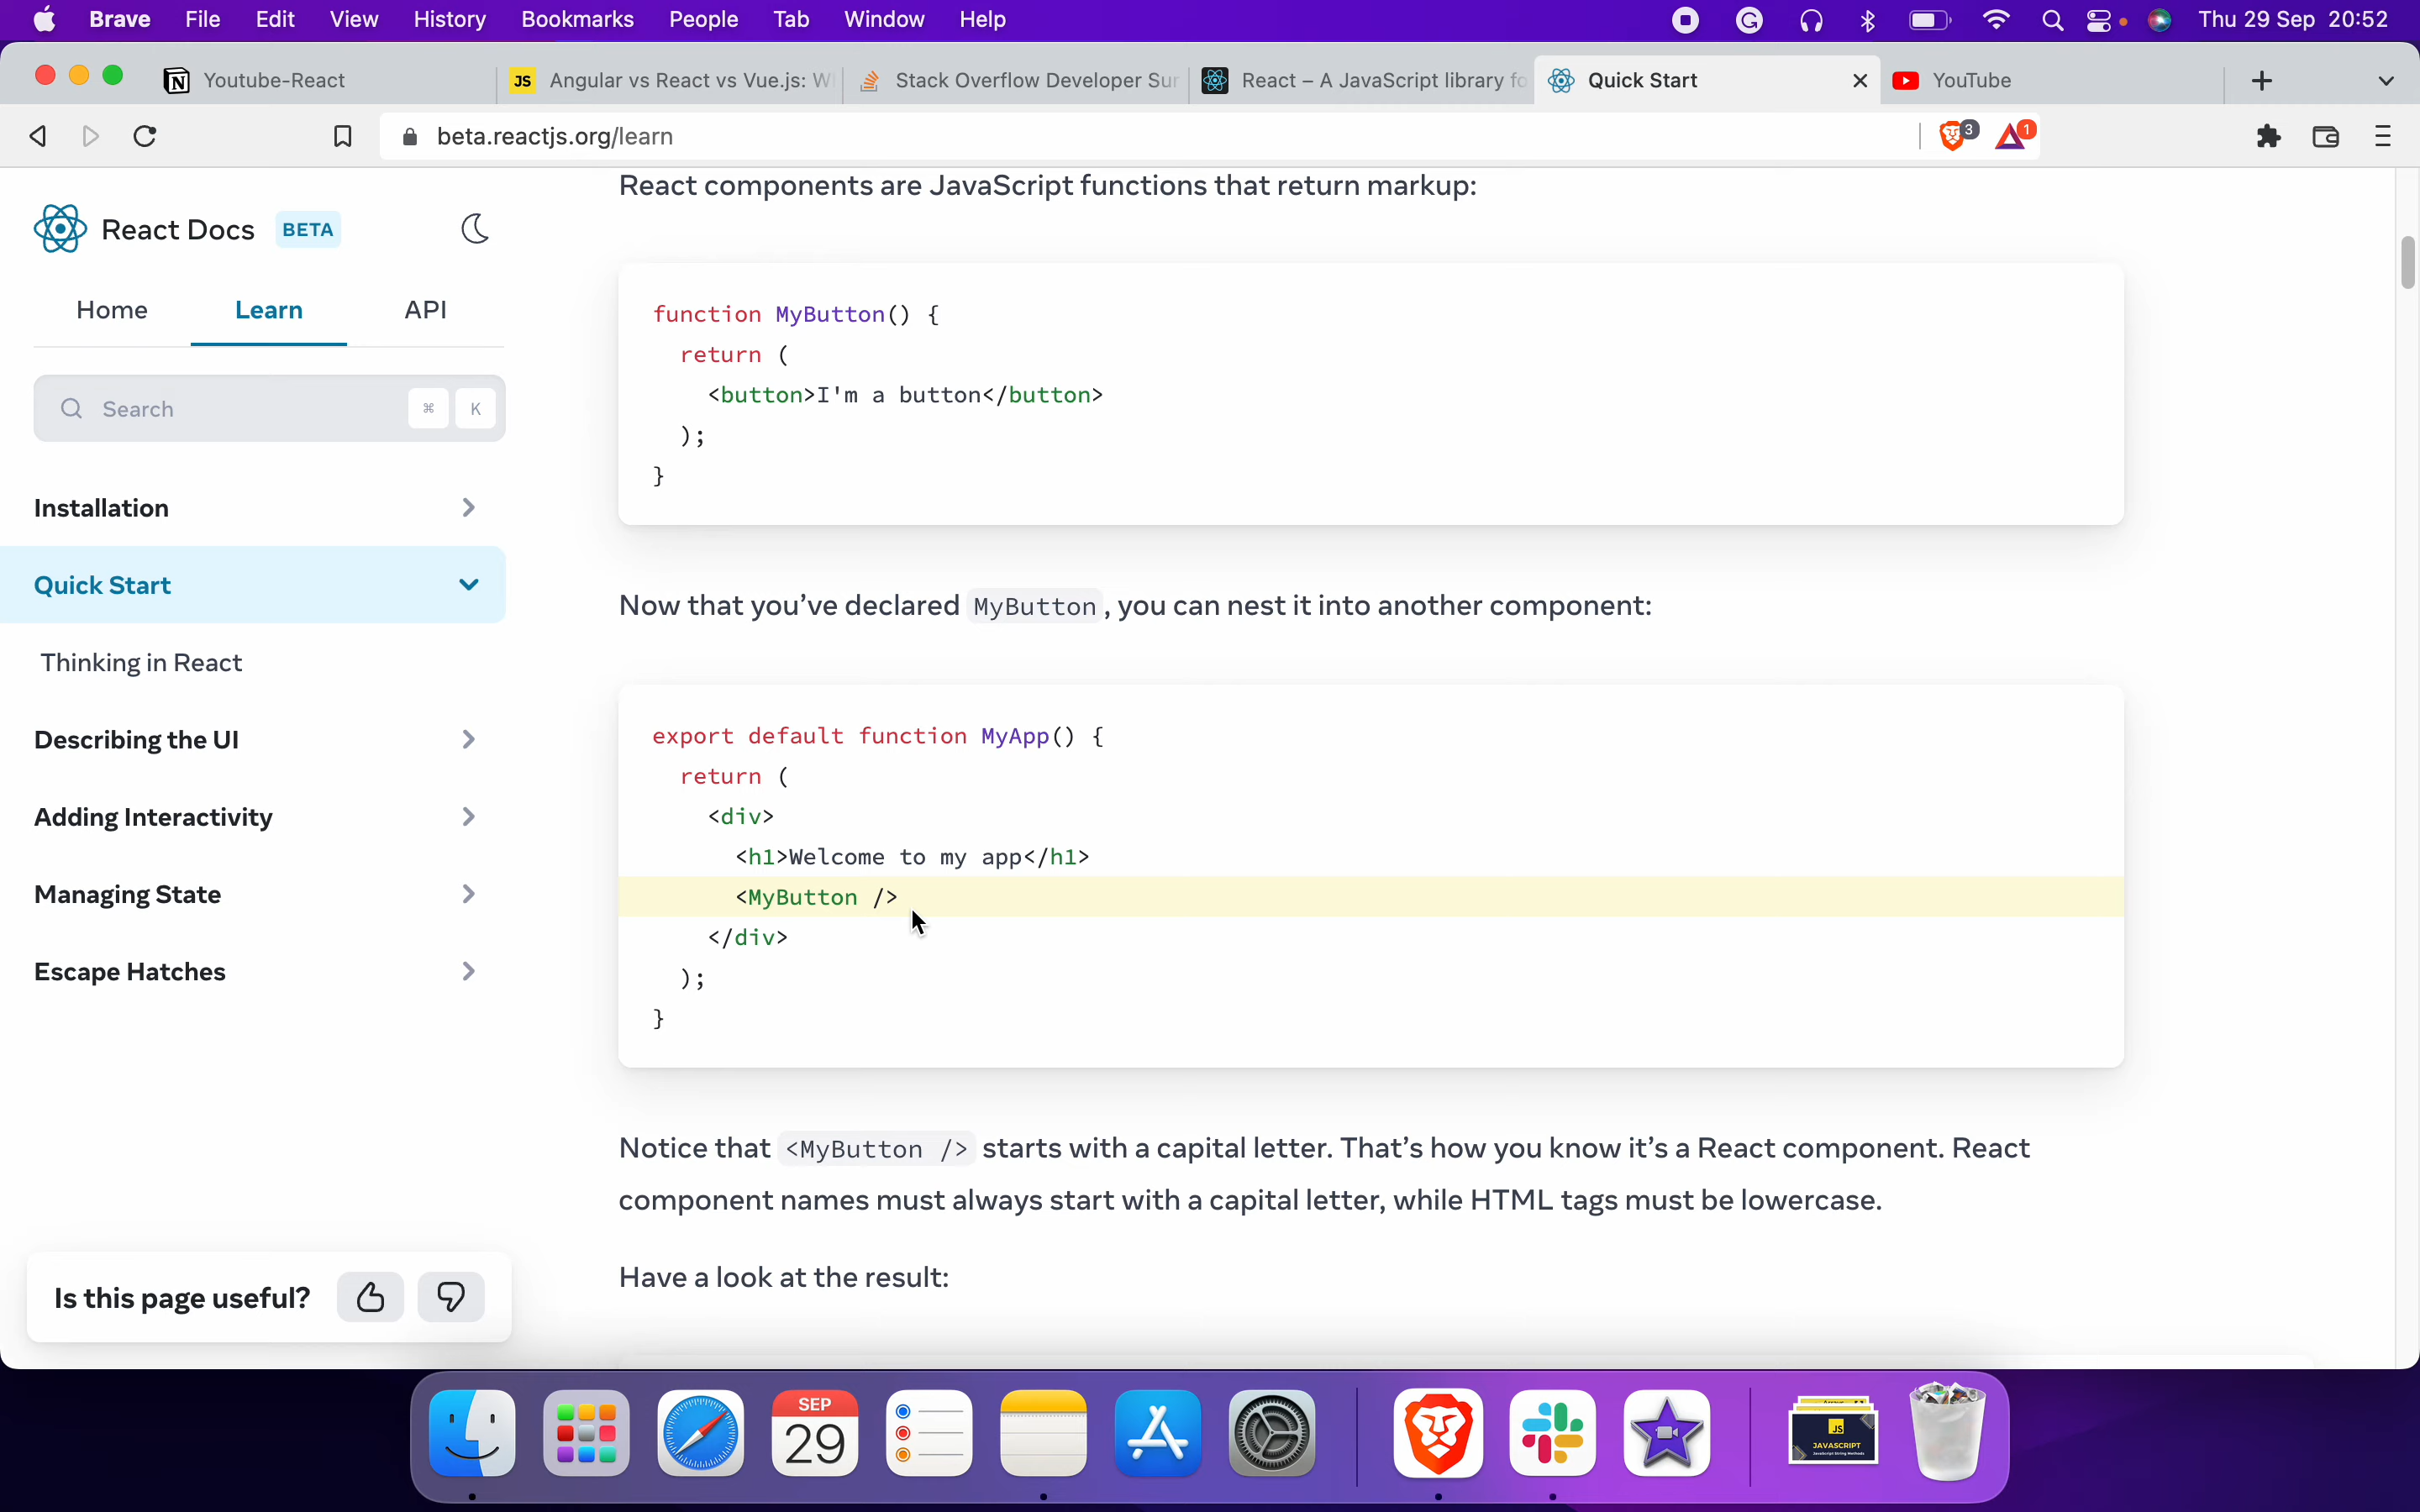 Brave File Edit View History Bookmarks People Tab Window Help Thu 29 Sep 20:52
Youtube-React
JS Angular vs React vs Vue.js: W
Stack Overflow Developer Sur
React – A JavaScript library fo
Quick Start
YouTube
beta.reactjs.org/learn
3
1
React Docs BETA
Home Learn API
Search ⌘ K
Installation
Quick Start
Thinking in React
Describing the UI
Adding Interactivity
Managing State
Escape Hatches
Is this page useful?
React components are JavaScript functions that return markup:
function MyButton() {
return (
<button>I'm a button</button>
);
}
Now that you’ve declared MyButton, you can nest it into another component:
export default function MyApp() {
return (
<div>
<h1>Welcome to my app</h1>
<MyButton />
</div>
);
}
Notice that <MyButton /> starts with a capital letter. That’s how you know it’s a React component. React
component names must always start with a capital letter, while HTML tags must be lowercase.
Have a look at the result:
SEP
29
JS
JAVASCRIPT